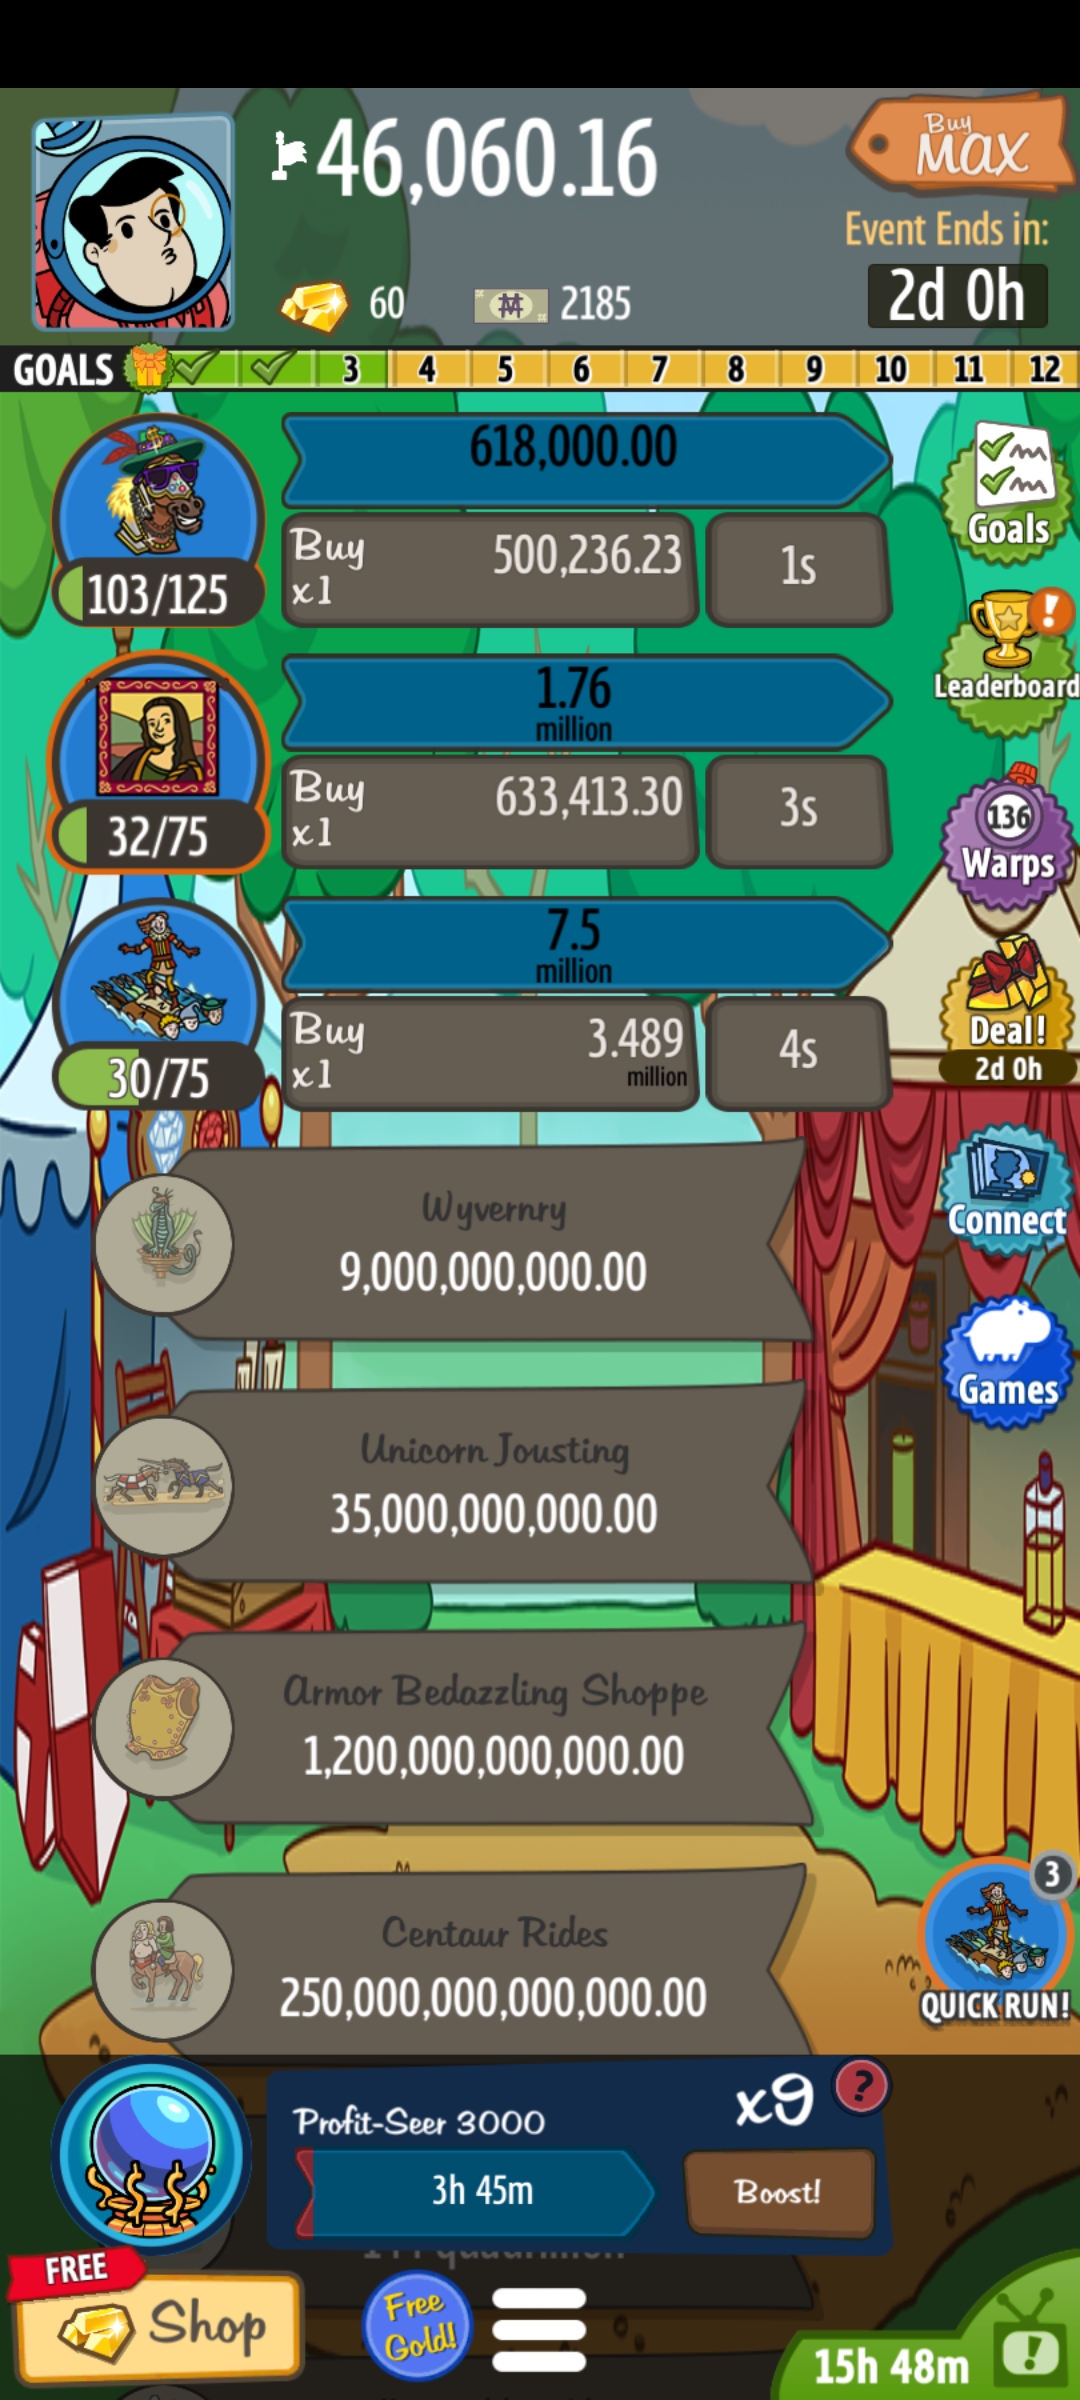 46,060.16
Buy
MAX
Event Ends in:
2d 0h
60
2185
GOALS
3 4 5 6 7 8 9 10 11 12
618,000.00
Buy
x1
500,236.23
1s
103/125
Goals
1.76
million
Buy
x1
633,413.30
3s
32/75
!
Leaderboard
136
Warps
7.5
million
Buy
x1
3.489
million
4s
30/75
Deal!
2d 0h
Wyvernry
9,000,000,000.00
Connect
Unicorn Jousting
35,000,000,000.00
Games
Armor Bedazzling Shoppe
1,200,000,000,000.00
Centaur Rides
250,000,000,000,000.00
3
QUICK RUN!
Profit-Seer 3000
x9
?
3h 45m
Boost!
FREE
Shop
Free
Gold!
15h 48m
!